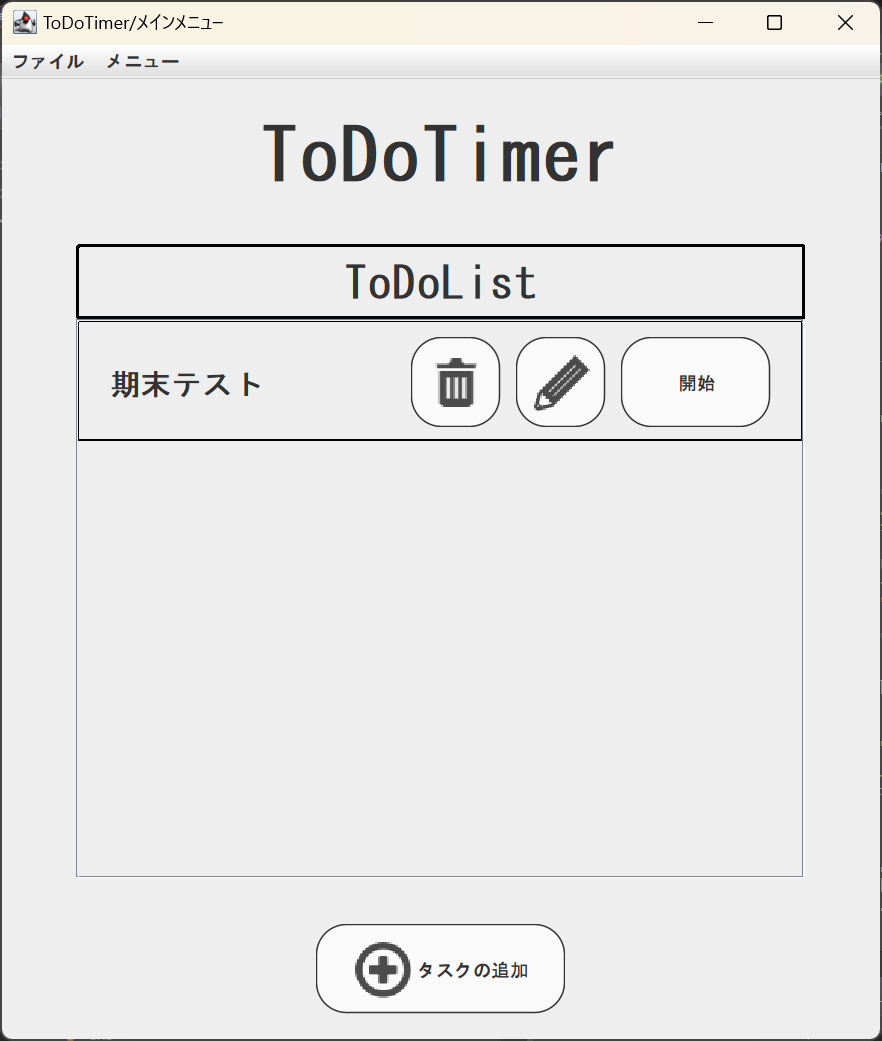 ToDoTimer/メインメニュー
ファイル メニュー
ToDoTimer
ToDoList
期末テスト 開始
タスクの追加